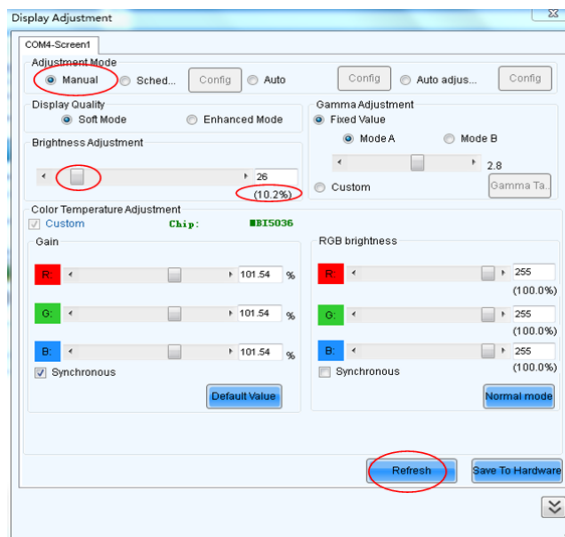 Display Adjustment
COM4-Screen1
Adjustment Mode
Manual Sched... Config Auto Config Auto adjus... Config
Display Quality
Soft Mode Enhanced Mode
Gamma Adjustment
Fixed Value
Mode A Mode B
2.8
Custom Gamma Ta..
Brightness Adjustment
26
(10.2%)
Color Temperature Adjustment
Custom Chip: MBI5036
Gain
R: 101.54 %
G: 101.54 %
B: 101.54 %
Synchronous
Default Value
RGB brightness
R: 255
(100.0%)
G: 255
(100.0%)
B: 255
(100.0%)
Synchronous
Normal mode
Refresh Save To Hardware